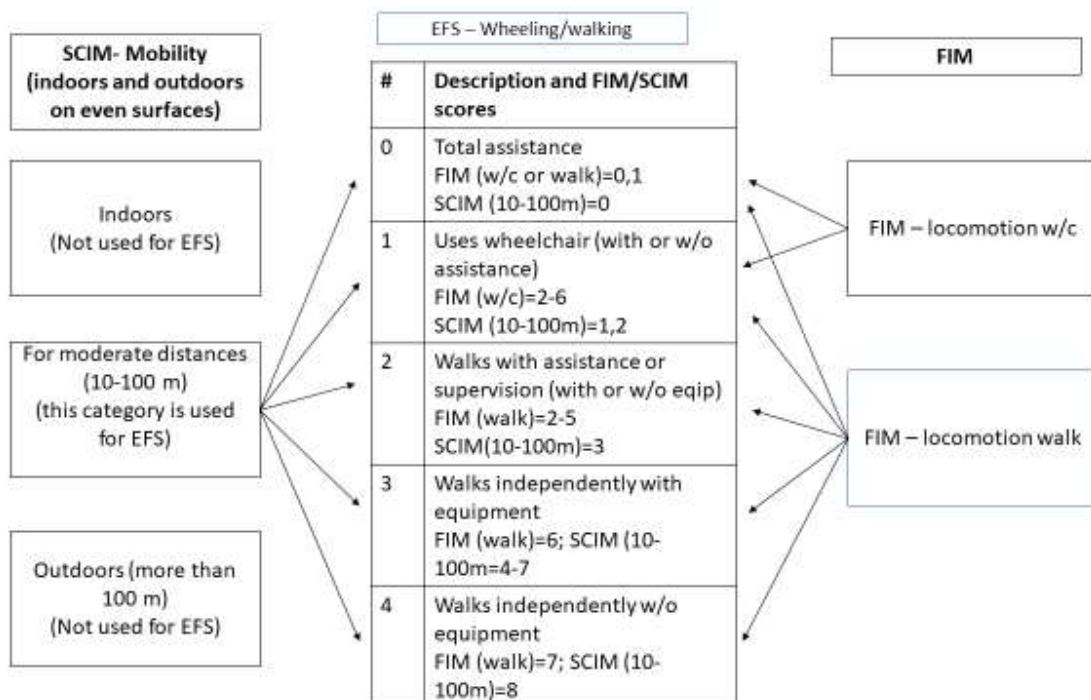 EFS – Wheeling/walking
SCIM- Mobility
(indoors and outdoors
on even surfaces)
Indoors
(Not used for EFS)
For moderate distances
(10-100 m)
(this category is used
for EFS)
Outdoors (more than
100 m)
(Not used for EFS)
# Description and FIM/SCIM
scores
0 Total assistance
FIM (w/c or walk)=0,1
SCIM (10-100m)=0
1 Uses wheelchair (with or w/o
assistance)
FIM (w/c)=2-6
SCIM (10-100m)=1,2
2 Walks with assistance or
supervision (with or w/o eqip)
FIM (walk)=2-5
SCIM(10-100m)=3
3 Walks independently with
equipment
FIM (walk)=6; SCIM (10-
100m=4-7
4 Walks independently w/o
equipment
FIM (walk)=7; SCIM (10-
100m)=8
FIM
FIM – locomotion w/c
FIM – locomotion walk